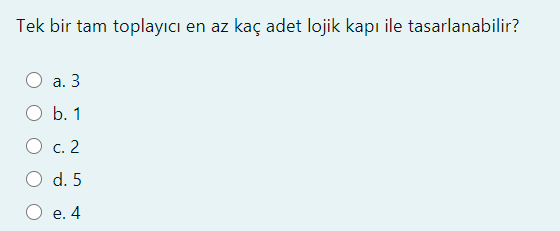 Tek bir tam toplayıcı en az kaç adet lojik kapı ile tasarlanabilir?
a. 3
b. 1
c. 2
d. 5
e. 4